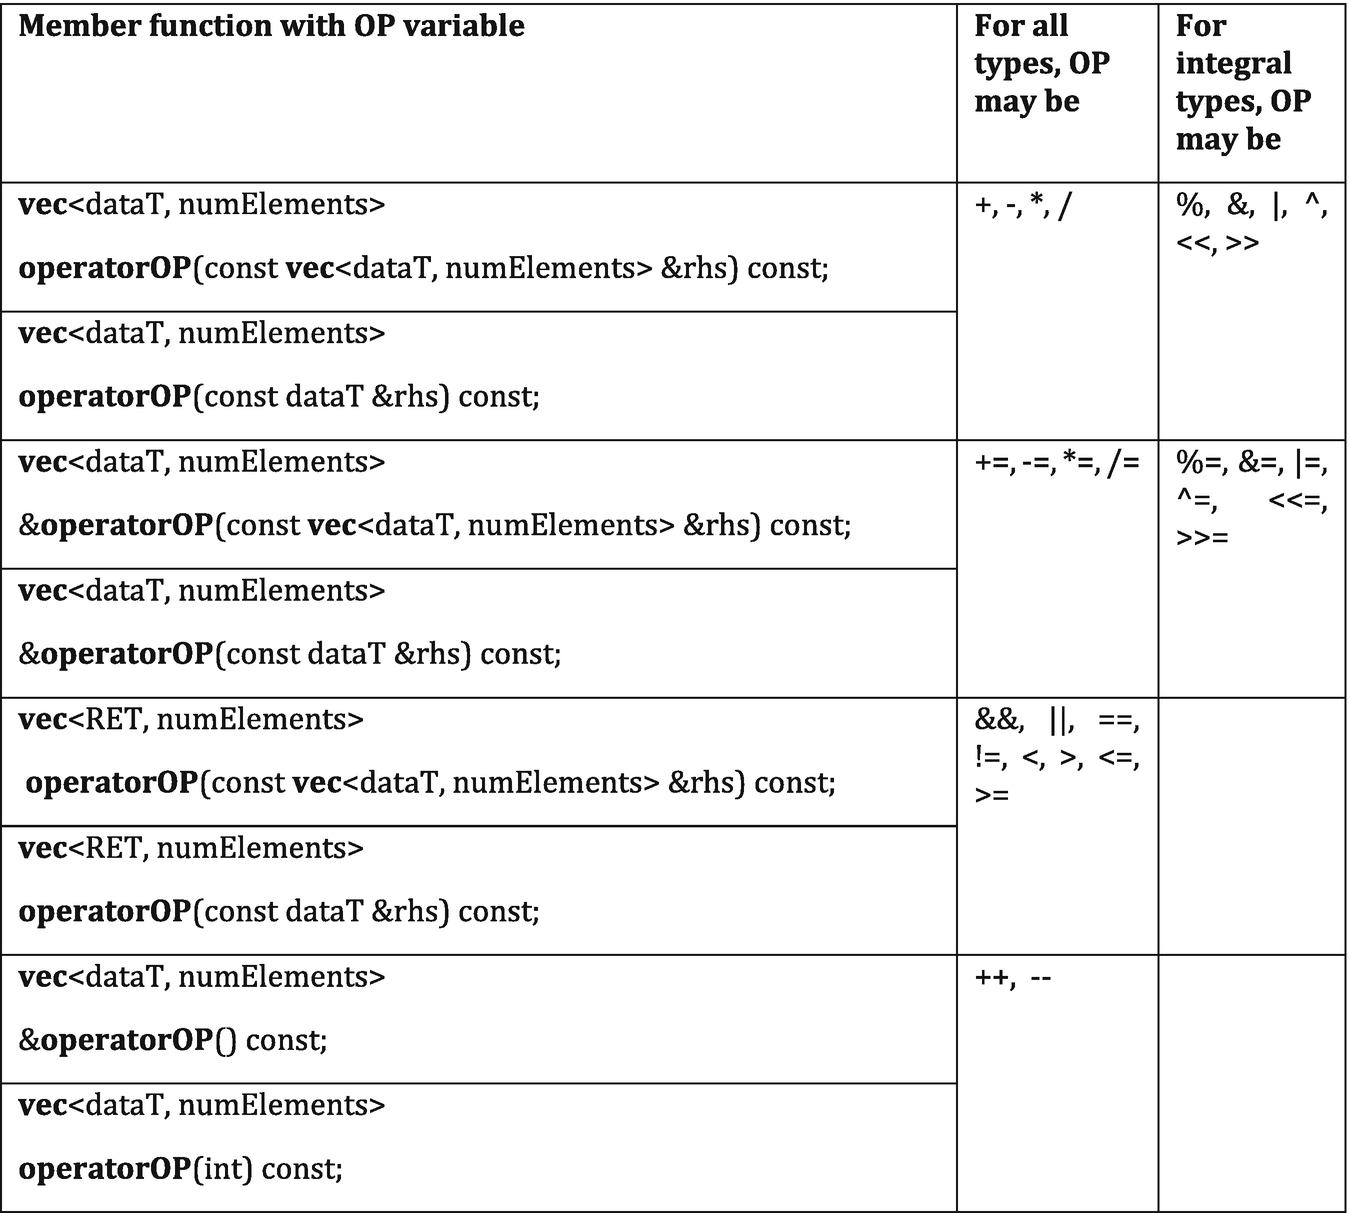 Member function with OP variable
For all
types, OP
may be
For
integral
types, OP
may be
vec<dataT, numElements>
operatorOP(const vec<dataT, numElements> &rhs) const;
+, -, *, /
%, &, |, ^,
<<, >>
vec<dataT, numElements>
operatorOP(const dataT &rhs) const;
vec<dataT, numElements>
&operatorOP(const vec<dataT, numElements> &rhs) const;
+=, -=, *=, /=
%=, &=, |=,
^=, <<=,
>>=
vec<dataT, numElements>
&operatorOP(const dataT &rhs) const;
vec<RET, numElements>
operatorOP(const vec<dataT, numElements> &rhs) const;
&&, ||, ==,
!=, <, >, <=,
>=
vec<RET, numElements>
operatorOP(const dataT &rhs) const;
vec<dataT, numElements>
&operatorOP() const;
++, --
vec<dataT, numElements>
operatorOP(int) const;